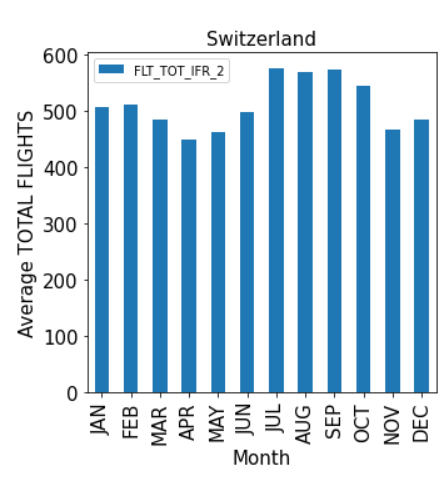 Switzerland
FLT_TOT_IFR_2
Average TOTAL FLIGHTS
600
500
400
300
200
100
0
JAN
FEB
MAR
APR
MAY
JUN
JUL
AUG
SEP
OCT
NOV
DEC
Month